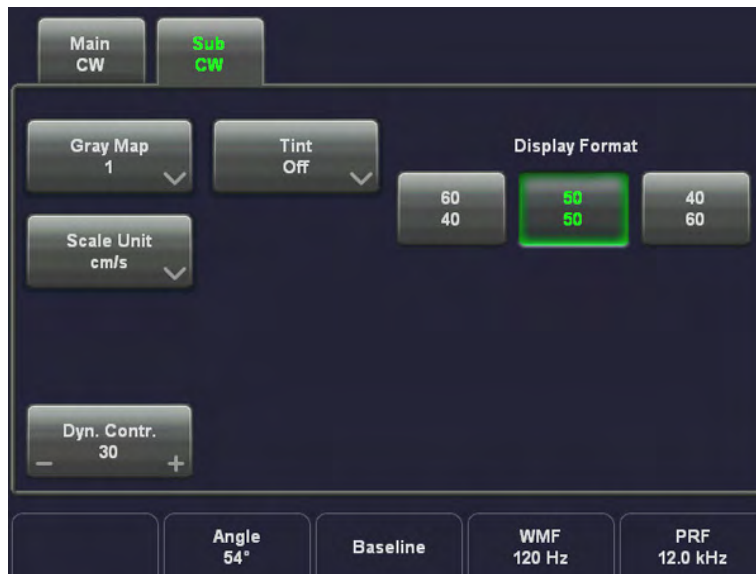 Main
CW
Sub
CW
Gray Map
1
Tint
Off
Display Format
60
40
50
50
40
60
Scale Unit
cm/s
Dyn. Contr.
30
− +
Angle
54°
Baseline
WMF
120 Hz
PRF
12.0 kHz